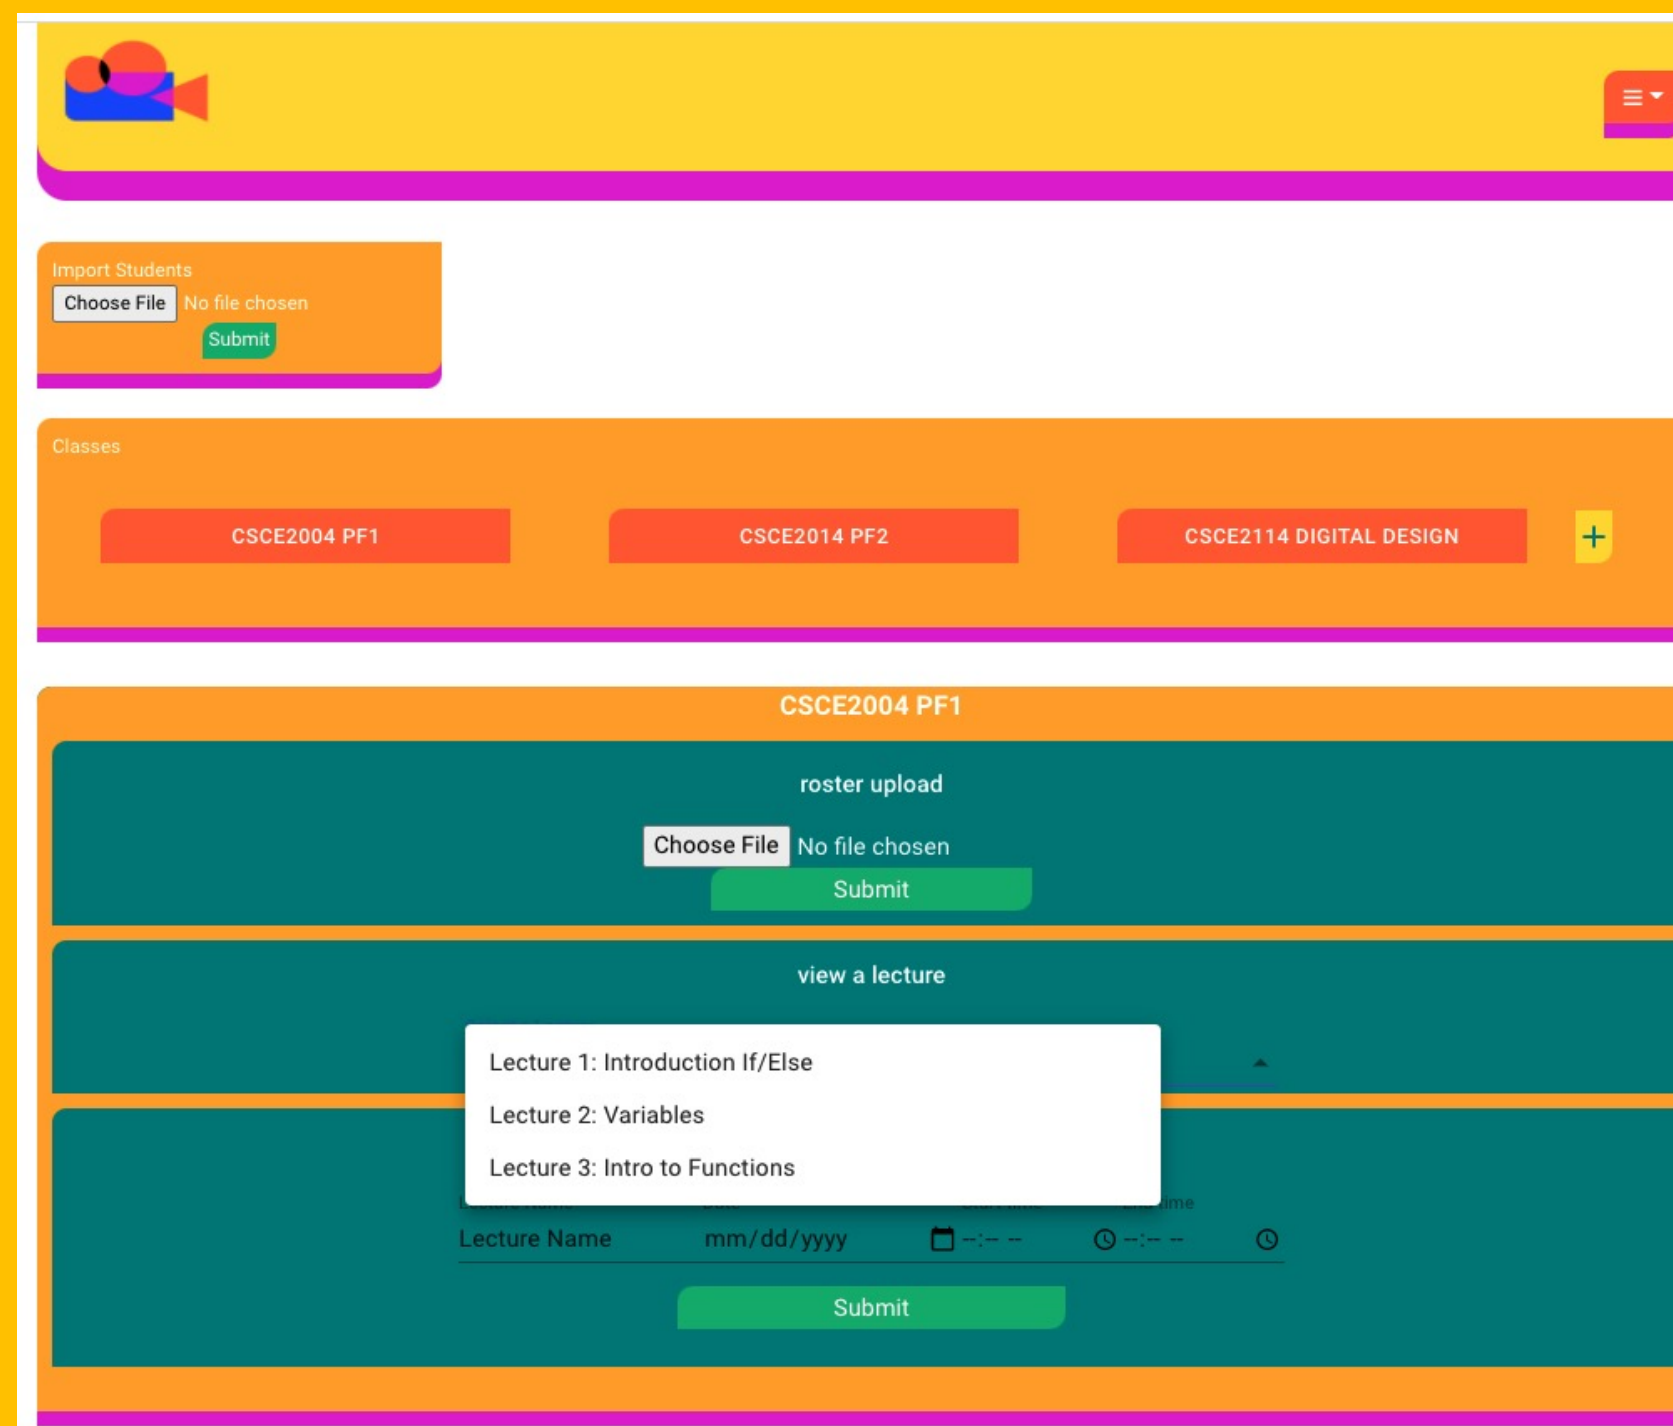 Import Students
Choose File No file chosen
Submit
Classes
CSCE2004 PF1
CSCE2014 PF2
CSCE2114 DIGITAL DESIGN
+
CSCE2004 PF1
roster upload
Choose File No file chosen
Submit
view a lecture
Lecture 1: Introduction If/Else
Lecture 2: Variables
Lecture 3: Intro to Functions
time
Lecture Name mm/dd/yyyy --:-- -- --:-- --
Submit